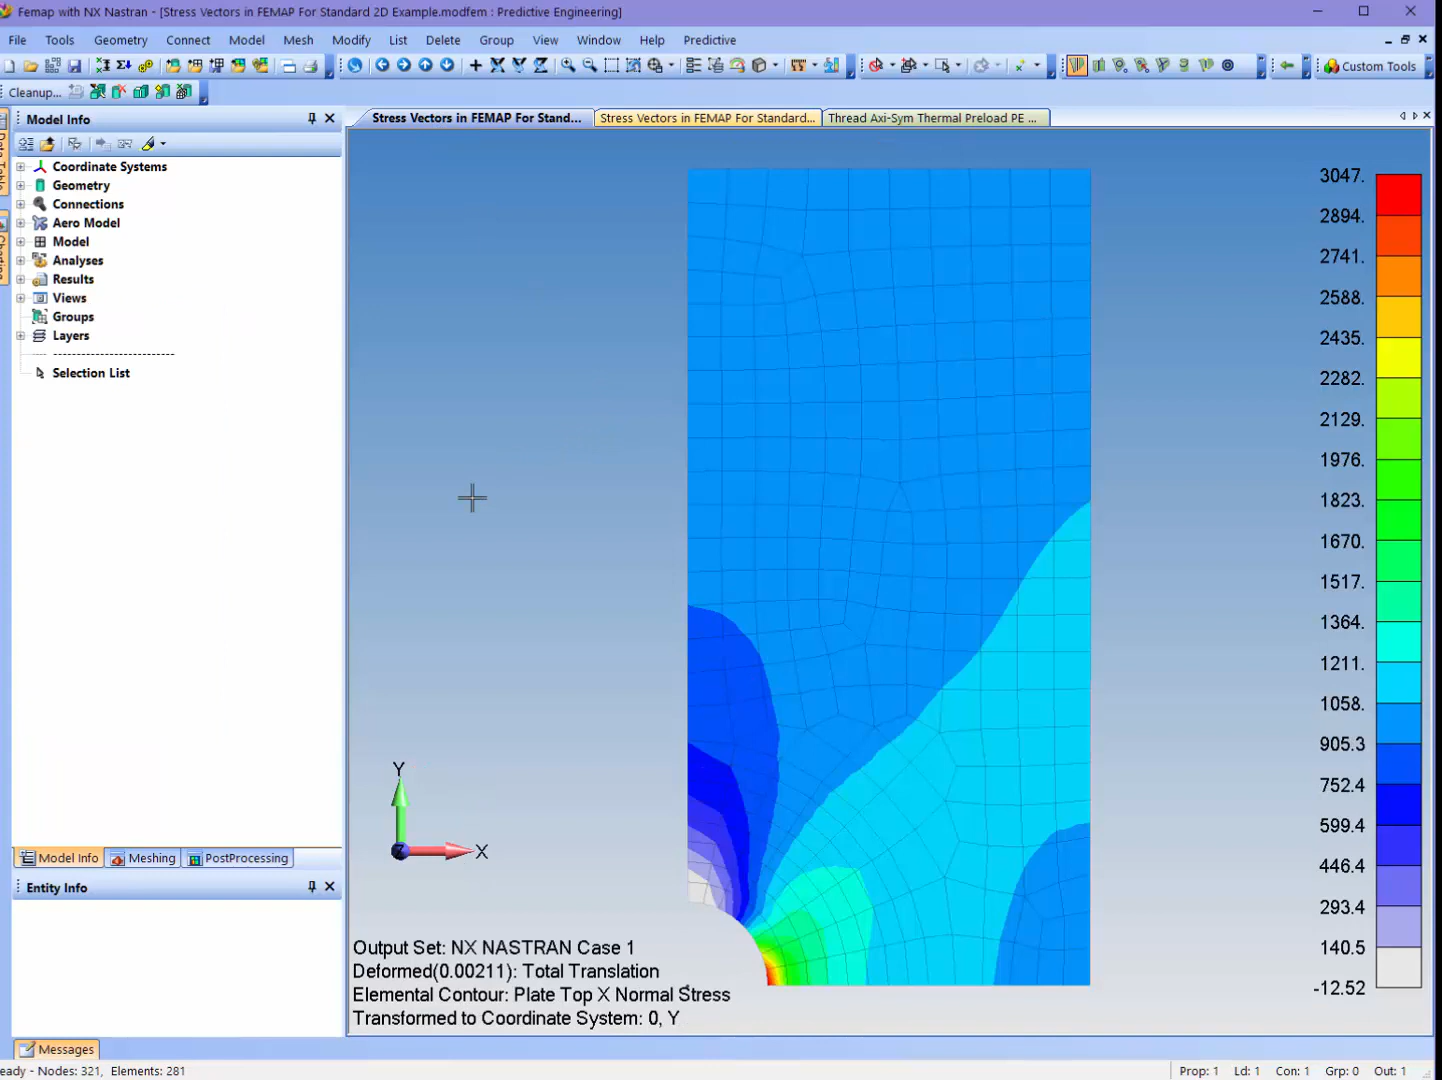 Femap with NX Nastran - [Stress Vectors in FEMAP For Standard 2D Example.modfem : Predictive Engineering]
File Tools Geometry Connect Model Mesh Modify List Delete Group View Window Help Predictive
Custom Tools
Cleanup...
Model Info
Stress Vectors in FEMAP For Stand... Stress Vectors in FEMAP For Standard... Thread Axi-Sym Thermal Preload PE ...
Coordinate Systems
Geometry
Connections
Aero Model
Model
Analyses
Results
Views
Groups
Layers
Selection List
3047.
2894.
2741.
2588.
2435.
2282.
2129.
1976.
1823.
1670.
1517.
1364.
1211.
1058.
905.3
752.4
599.4
446.4
293.4
140.5
-12.52
Y
Z
X
Model Info Meshing PostProcessing
Entity Info
Output Set: NX NASTRAN Case 1
Deformed(0.00211): Total Translation
Elemental Contour: Plate Top X Normal Stress
Transformed to Coordinate System: 0, Y
Messages
eady - Nodes: 321, Elements: 281
Prop: 1 Ld: 1 Con: 1 Grp: 0 Out: 1